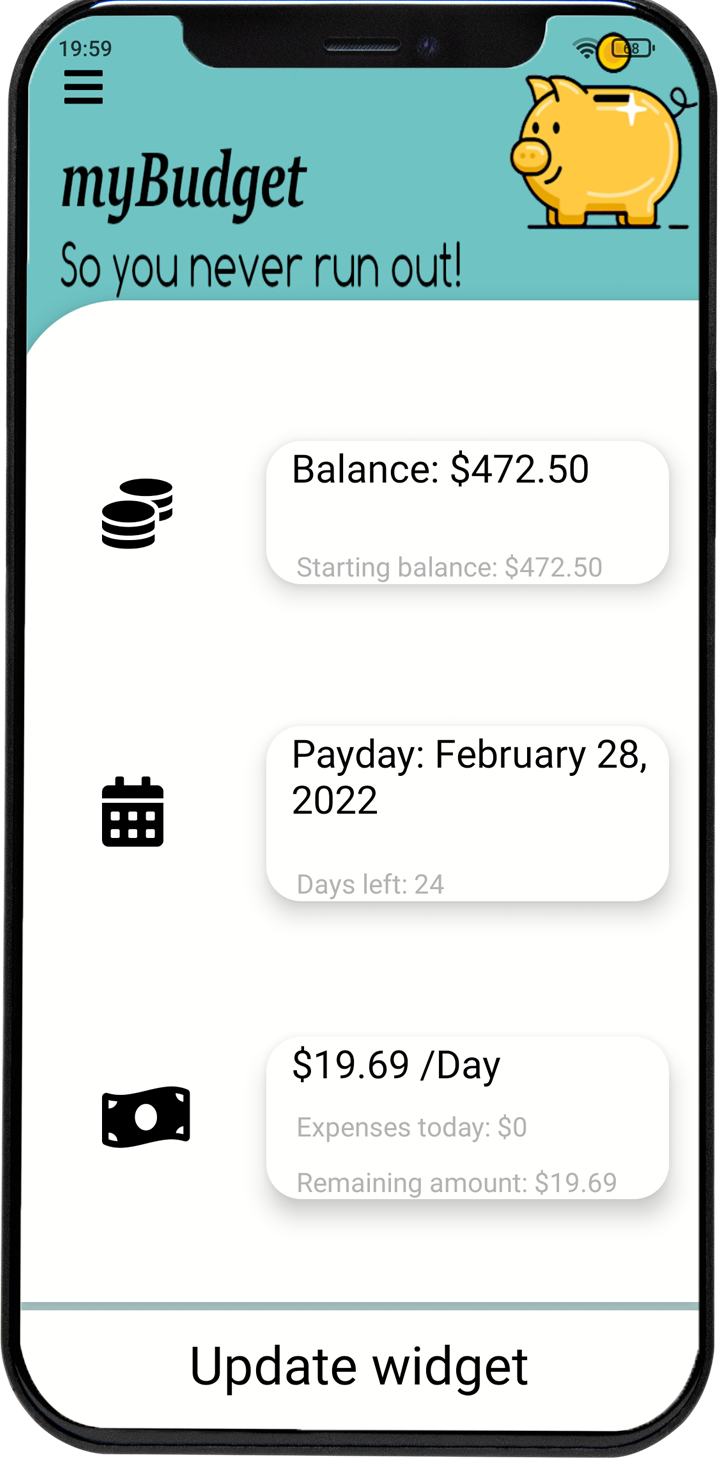 19:59
68
myBudget
So you never run out!
Balance: $472.50
Starting balance: $472.50
Payday: February 28,
2022
Days left: 24
$19.69 /Day
Expenses today: $0
Remaining amount: $19.69
Update widget